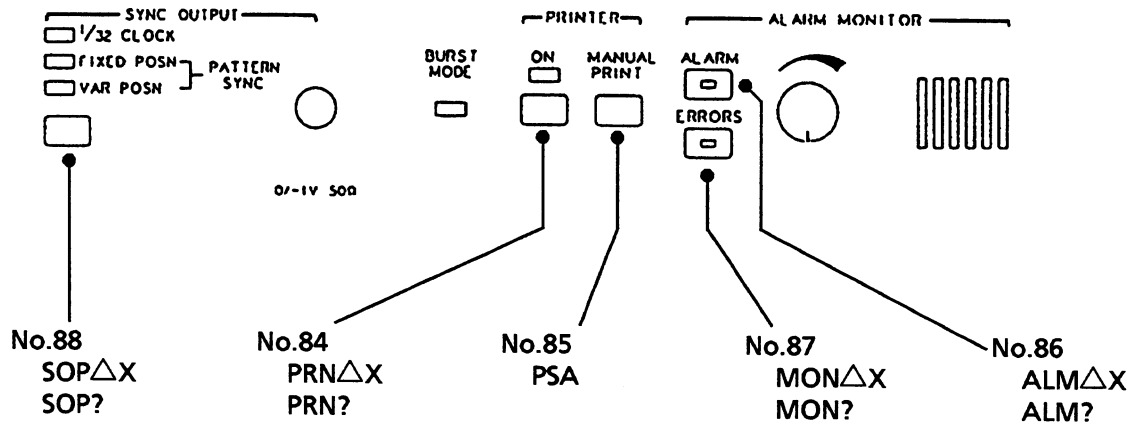 SYNC OUTPUT
PRINTER
ALARM MONITOR
1/32 CLOCK
FIXED POSN
VAR POSN
PATTERN
SYNC
BURST
MODE
ON
MANUAL
PRINT
ALARM
ERRORS
0/-1V 50Ω
No.88
SOP△X
SOP?
No.84
PRN△X
PRN?
No.85
PSA
No.87
MON△X
MON?
No.86
ALM△X
ALM?